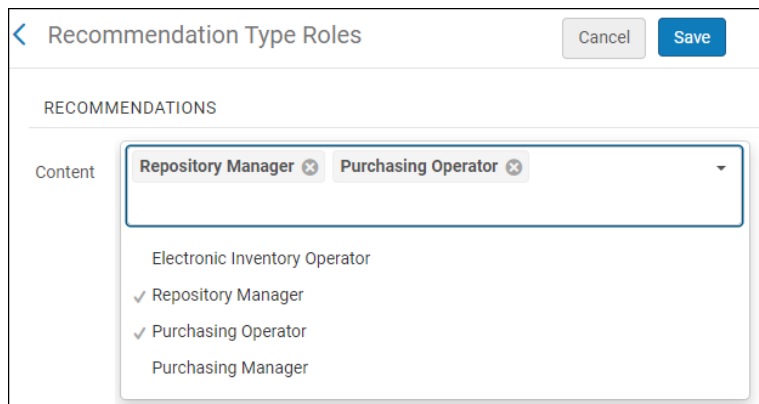 Recommendation Type Roles
Cancel
Save
RECOMMENDATIONS
Content
Repository Manager
Purchasing Operator
Electronic Inventory Operator
Repository Manager
Purchasing Operator
Purchasing Manager